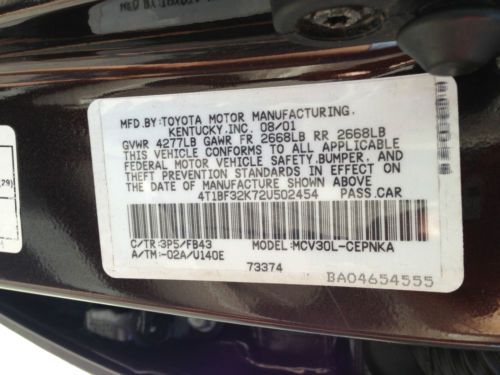 MFD.BY:TOYOTA MOTOR MANUFACTURING,
KENTUCKY,INC. 08/01
GVWR 4277LB GAWR FR 2668LB RR 2668LB
THIS VEHICLE CONFORMS TO ALL APPLICABLE
FEDERAL MOTOR VEHICLE SAFETY,BUMPER, AND
THEFT PREVENTION STANDARDS IN EFFECT ON
THE DATE OF MANUFACTURE SHOWN ABOVE
4T1BF32K72U502454 PASS.CAR
C/TR:3P5/FB43 MODEL:MCV30L-CEPNKA
A/TM:-02A/U140E
73374
BA04654555